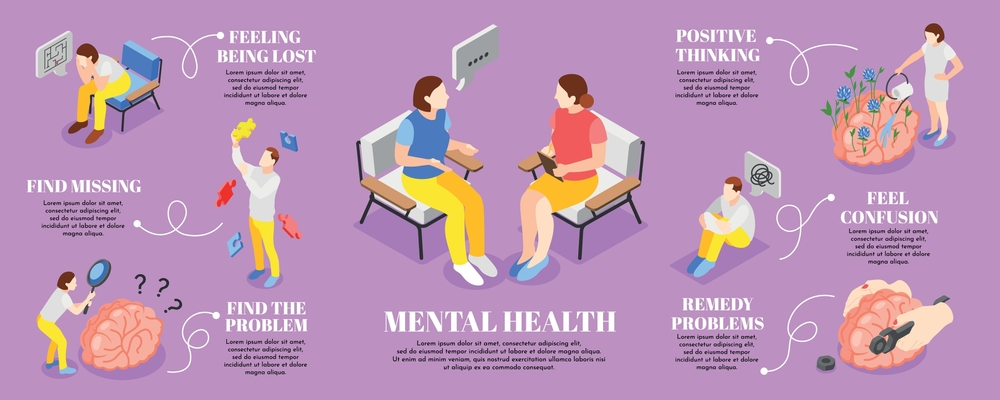 FEELING
BEING LOST
Lorem ipsum dolor sit amet,
consectetur adipiscing elit,
sed do eiusmod tempor
incididunt ut labore et dolore
magna aliqua.
FIND MISSING
Lorem ipsum dolor sit amet,
consectetur adipiscing elit,
sed do eiusmod tempor
incididunt ut labore et dolore
magna aliqua.
? ? ?
FIND THE
PROBLEM
Lorem ipsum dolor sit amet,
consectetur adipiscing elit,
sed do eiusmod tempor
incididunt ut labore et dolore
magna aliqua.
MENTAL HEALTH
Lorem ipsum dolor sit amet, consectetur adipiscing elit,
sed do eiusmod tempor incididunt ut labore et dolore magna aliqua.
Ut enim ad minim veniam, quis nostrud exercitation ullamco laboris nisi
ut aliquip ex ea commodo consequat.
POSITIVE
THINKING
Lorem ipsum dolor sit amet,
consectetur adipiscing elit,
sed do eiusmod tempor
incididunt ut labore et dolore
magna aliqua.
FEEL
CONFUSION
Lorem ipsum dolor sit amet,
consectetur adipiscing elit,
sed do eiusmod tempor
incididunt ut labore et dolore
magna aliqua.
REMEDY
PROBLEMS
Lorem ipsum dolor sit amet,
consectetur adipiscing elit,
sed do eiusmod tempor
incididunt ut labore et dolore
magna aliqua.